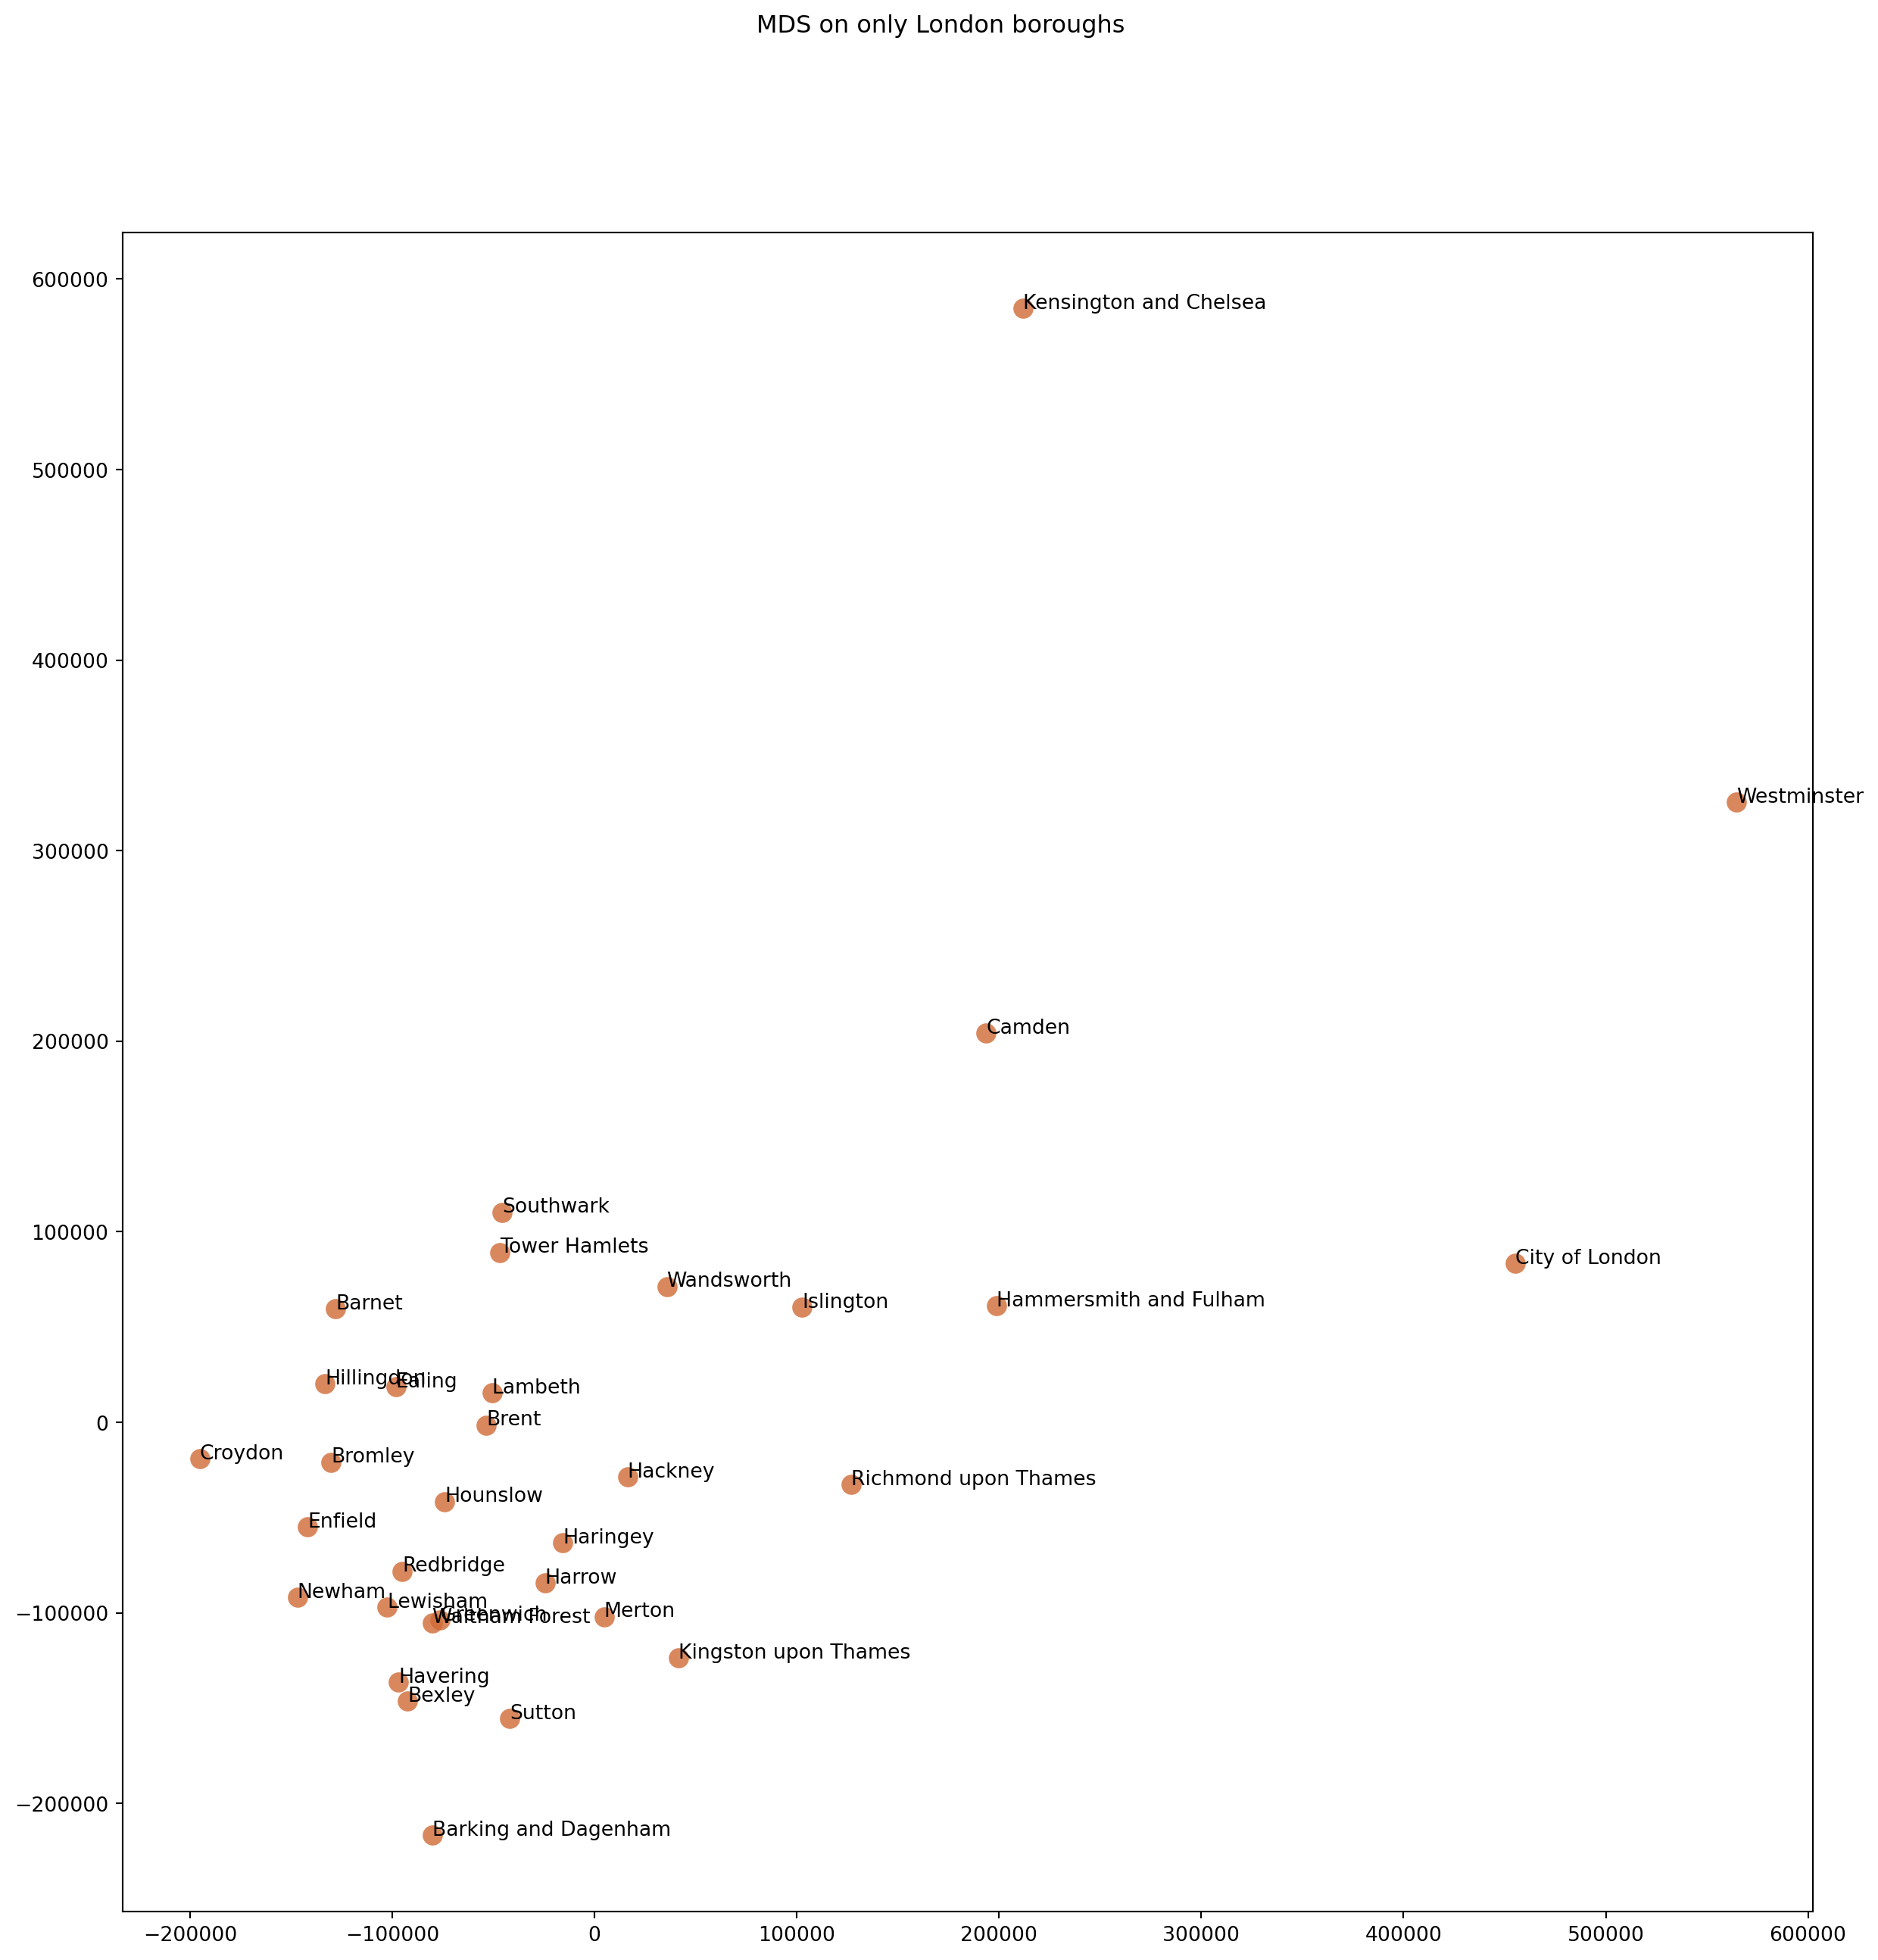 MDS on only London boroughs
600000
Kensington and Chelsea
500000
400000
Westminster
300000
Camden
200000
Southwark
100000
Tower Hamlets
City of London
Wandsworth
Hammersmith and Fulham
Islington
Barnet
Hillingdon
Ealing
Lambeth
Brent
0
Croydon
Bromley
Hackney
Richmond upon Thames
Hounslow
Enfield
Haringey
Redbridge
Harrow
Newham
Lewisham
Greenwich
Waltham Forest
Merton
−100000
Kingston upon Thames
Havering
Bexley
Sutton
−200000
Barking and Dagenham
−200000
−100000
0
100000
200000
300000
400000
500000
600000